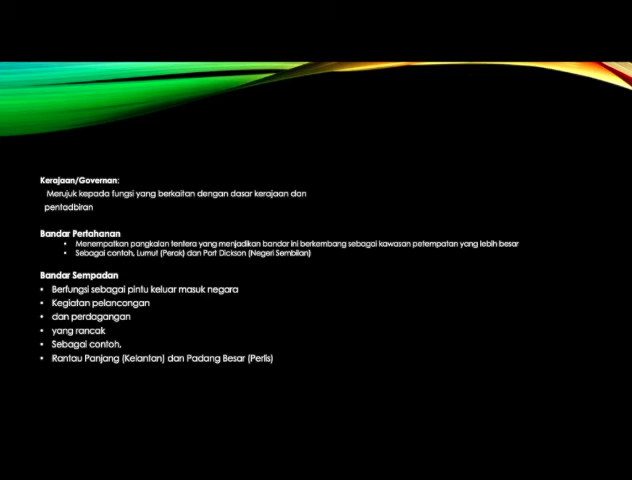 Kerajaan/Governan:
Merujuk kepada fungsi yang berkaitan dengan dasar kerajaan dan
pentadbiran
Bandar Pertahanan
• Menempatkan pangkalan tentera yang menjadikan bandar ini berkembang sebagai kawasan petempatan yang lebih besar
• Sebagai contoh, Lumut (Perak) dan Port Dickson (Negeri Sembilan)
Bandar Sempadan
• Berfungsi sebagai pintu keluar masuk negara
• Kegiatan pelancongan
• dan perdagangan
• yang rancak
• Sebagai contoh,
• Rantau Panjang (Kelantan) dan Padang Besar (Perlis)